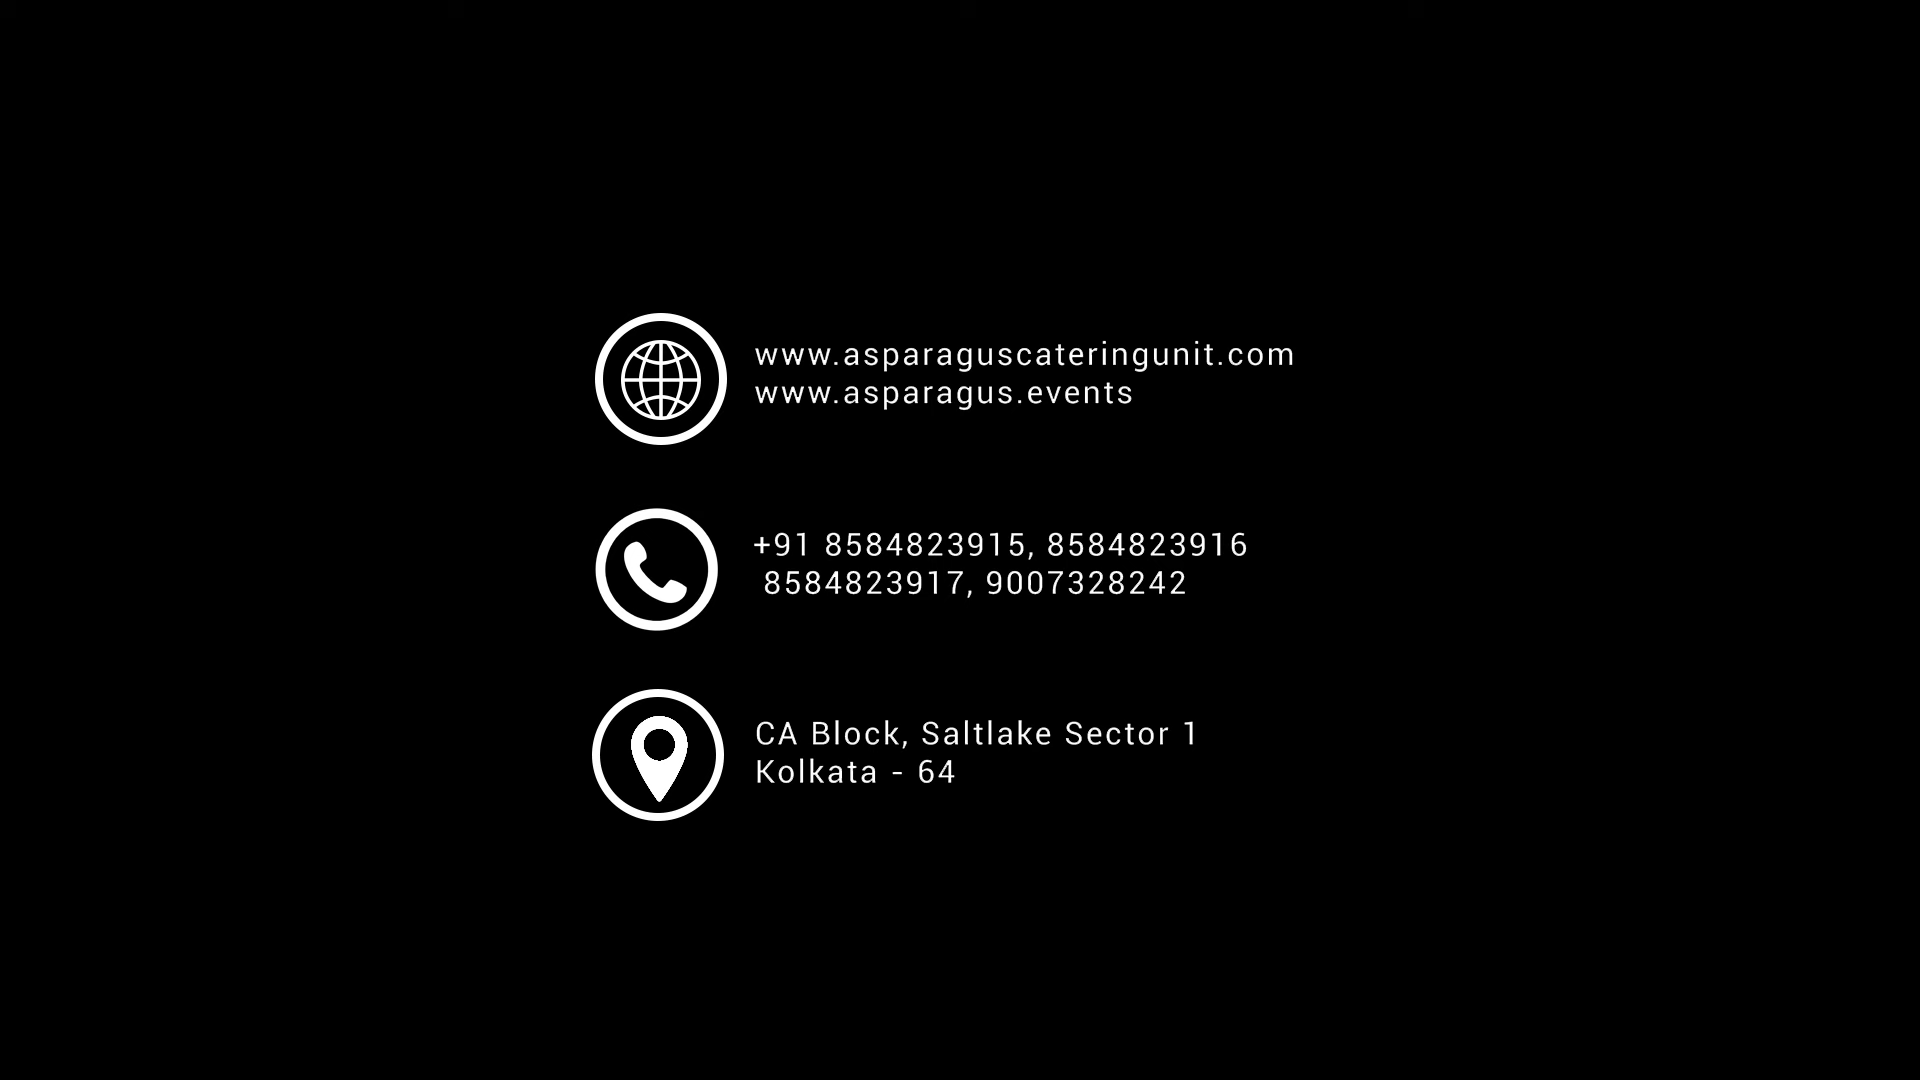 www.asparaguscateringunit.com
www.asparagus.events
+91 8584823915, 8584823916
8584823917, 9007328242
CA Block, Saltlake Sector 1
Kolkata - 64